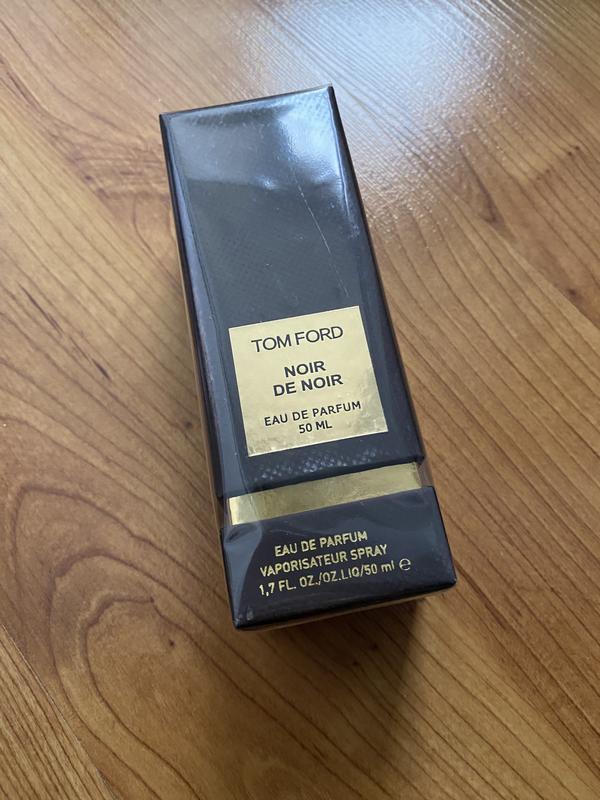 TOM FORD
NOIR
DE NOIR
EAU DE PARFUM
50 ML
EAU DE PARFUM
VAPORISATEUR SPRAY
1,7 FL. OZ./OZ.LIQ/50 ml ℮